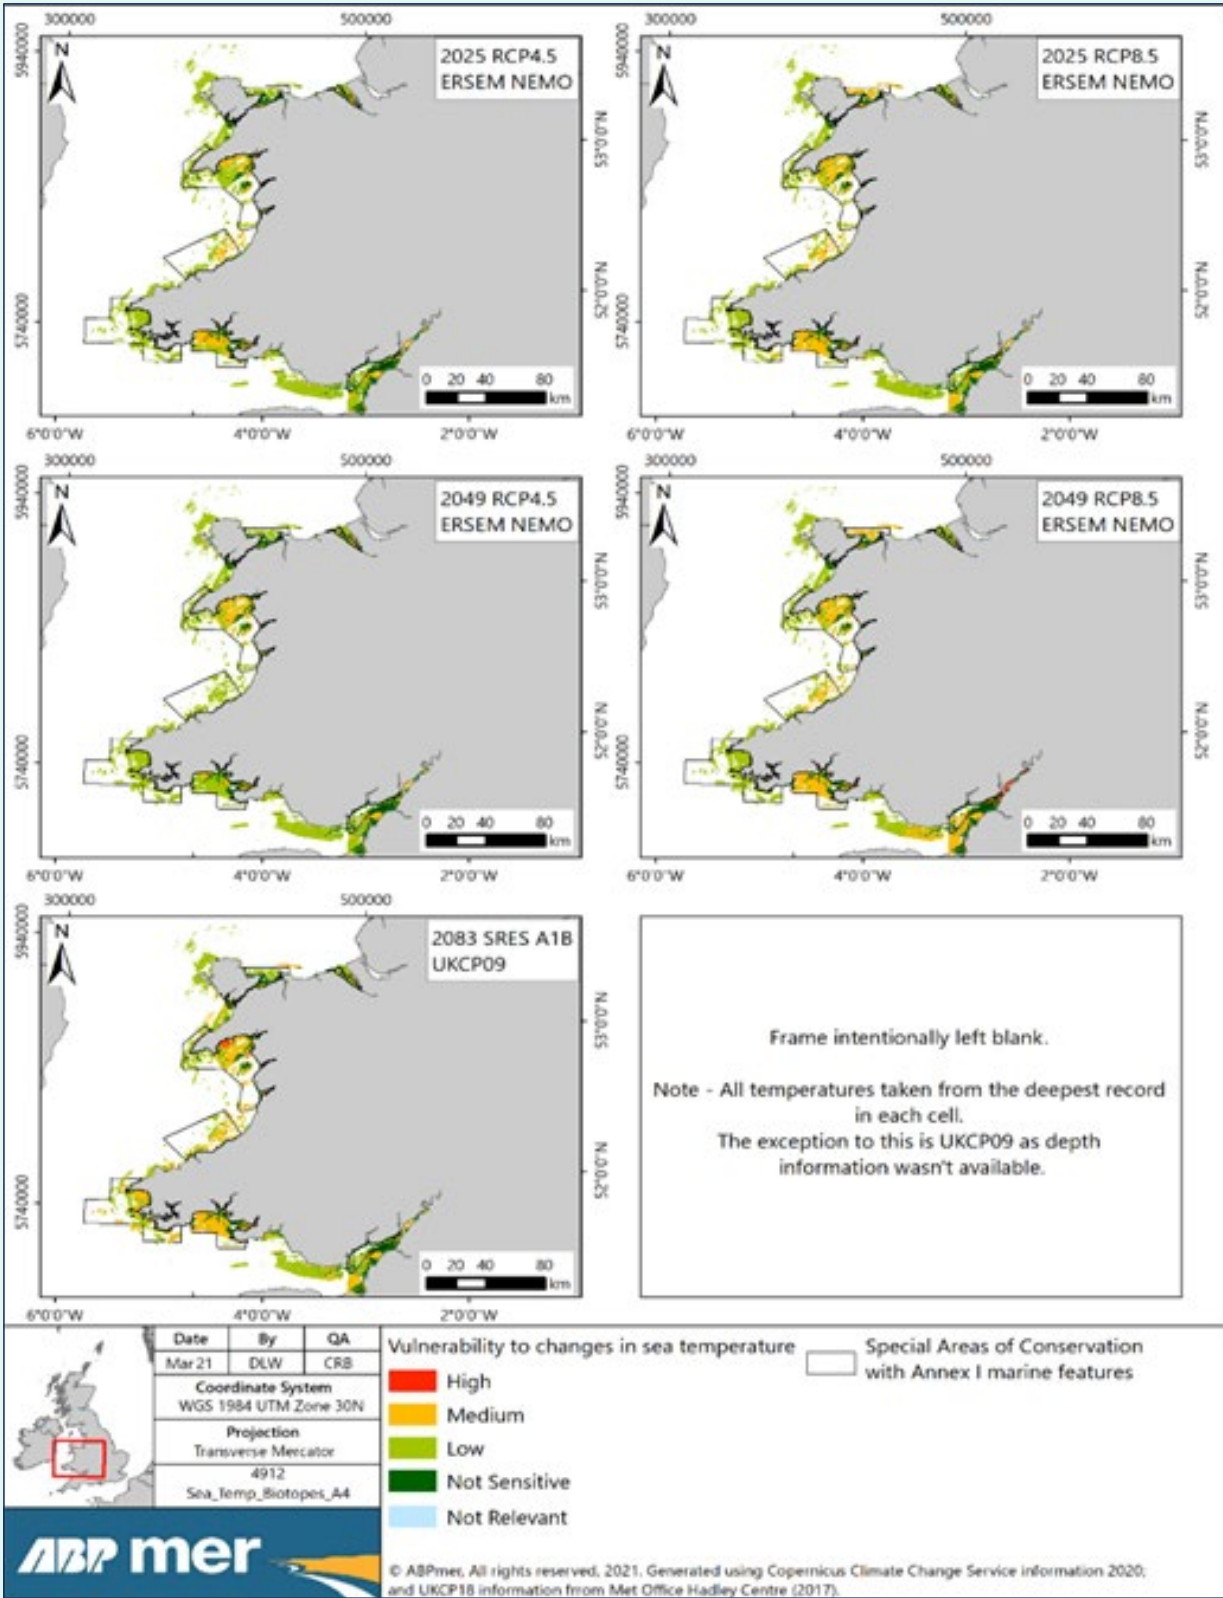 300000 500000
300000 500000
5940000
N
2025 RCP4.5
ERSEM NEMO
53°0'0"N
52°0'0"N
5740000
0 20 40 80
km
6°0'0"W 4°0'0"W 2°0'0"W
5940000
N
2025 RCP8.5
ERSEM NEMO
53°0'0"N
52°0'0"N
5740000
0 20 40 80
km
6°0'0"W 4°0'0"W 2°0'0"W
300000 500000
300000 500000
5940000
N
2049 RCP4.5
ERSEM NEMO
53°0'0"N
52°0'0"N
5740000
0 20 40 80
km
6°0'0"W 4°0'0"W 2°0'0"W
5940000
N
2049 RCP8.5
ERSEM NEMO
53°0'0"N
52°0'0"N
5740000
0 20 40 80
km
6°0'0"W 4°0'0"W 2°0'0"W
300000 500000
5940000
N
2083 SRES A1B
UKCP09
53°0'0"N
52°0'0"N
5740000
0 20 40 80
km
6°0'0"W 4°0'0"W 2°0'0"W
Frame intentionally left blank.
Note - All temperatures taken from the deepest record
in each cell.
The exception to this is UKCP09 as depth
information wasn't available.
Date By QA
Mar 21 DLW CRB
Coordinate System
WGS 1984 UTM Zone 30N
Projection
Transverse Mercator
4912
Sea_Temp_Biotopes_A4
ABP mer
Vulnerability to changes in sea temperature
High
Medium
Low
Not Sensitive
Not Relevant
Special Areas of Conservation
with Annex I marine features
© ABPmer, All rights reserved, 2021. Generated using Copernicus Climate Change Service information 2020;
and UKCP18 information frrom Met Office Hadley Centre (2017).